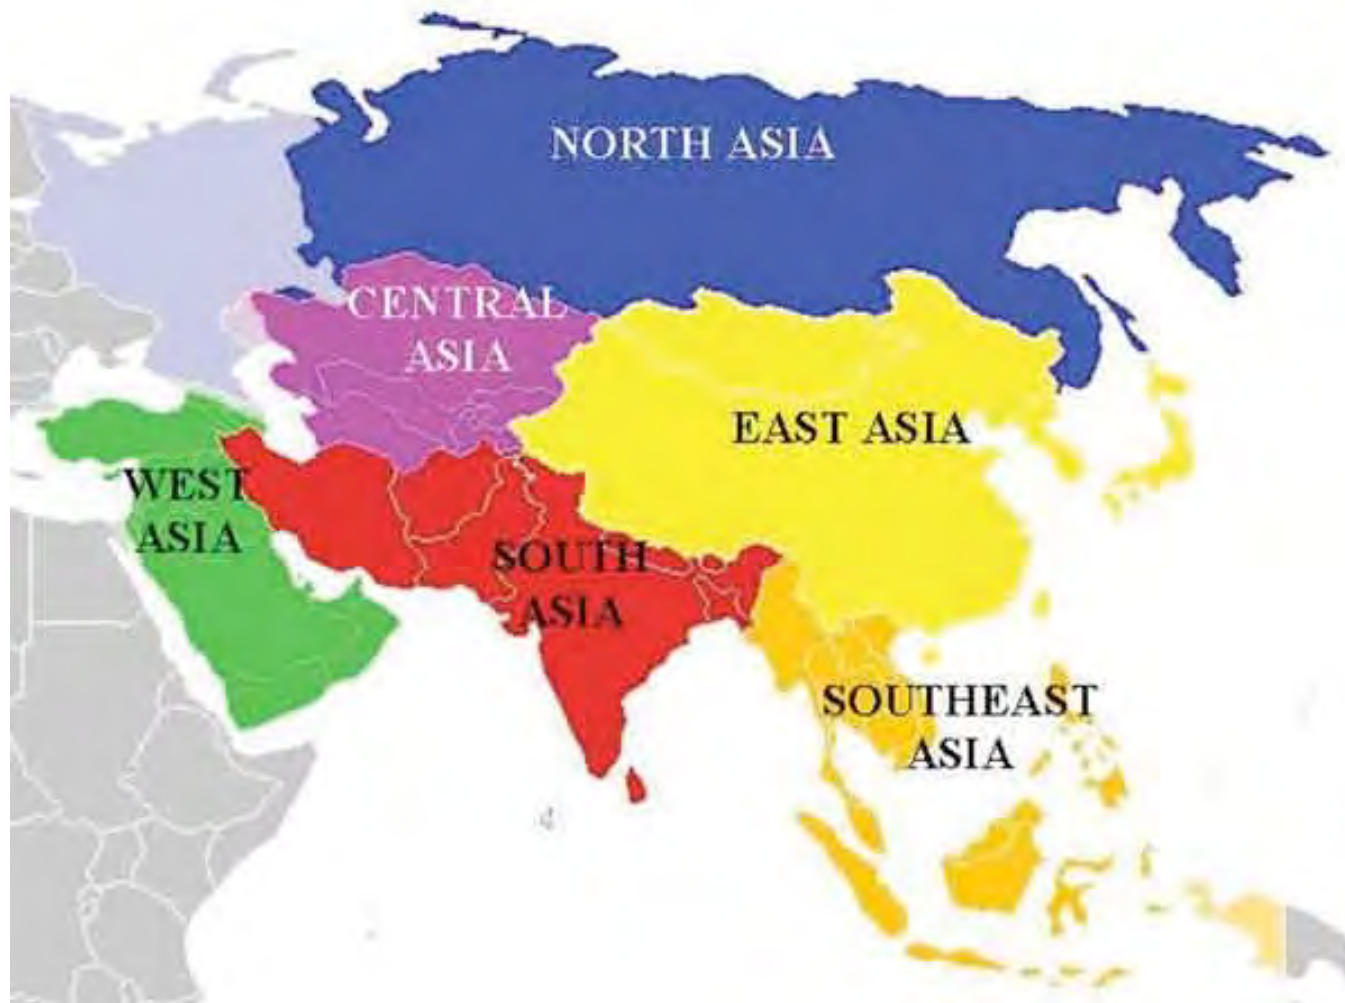 NORTH ASIA
CENTRAL
ASIA
EAST ASIA
WEST
ASIA
SOUTH
ASIA
SOUTHEAST
ASIA